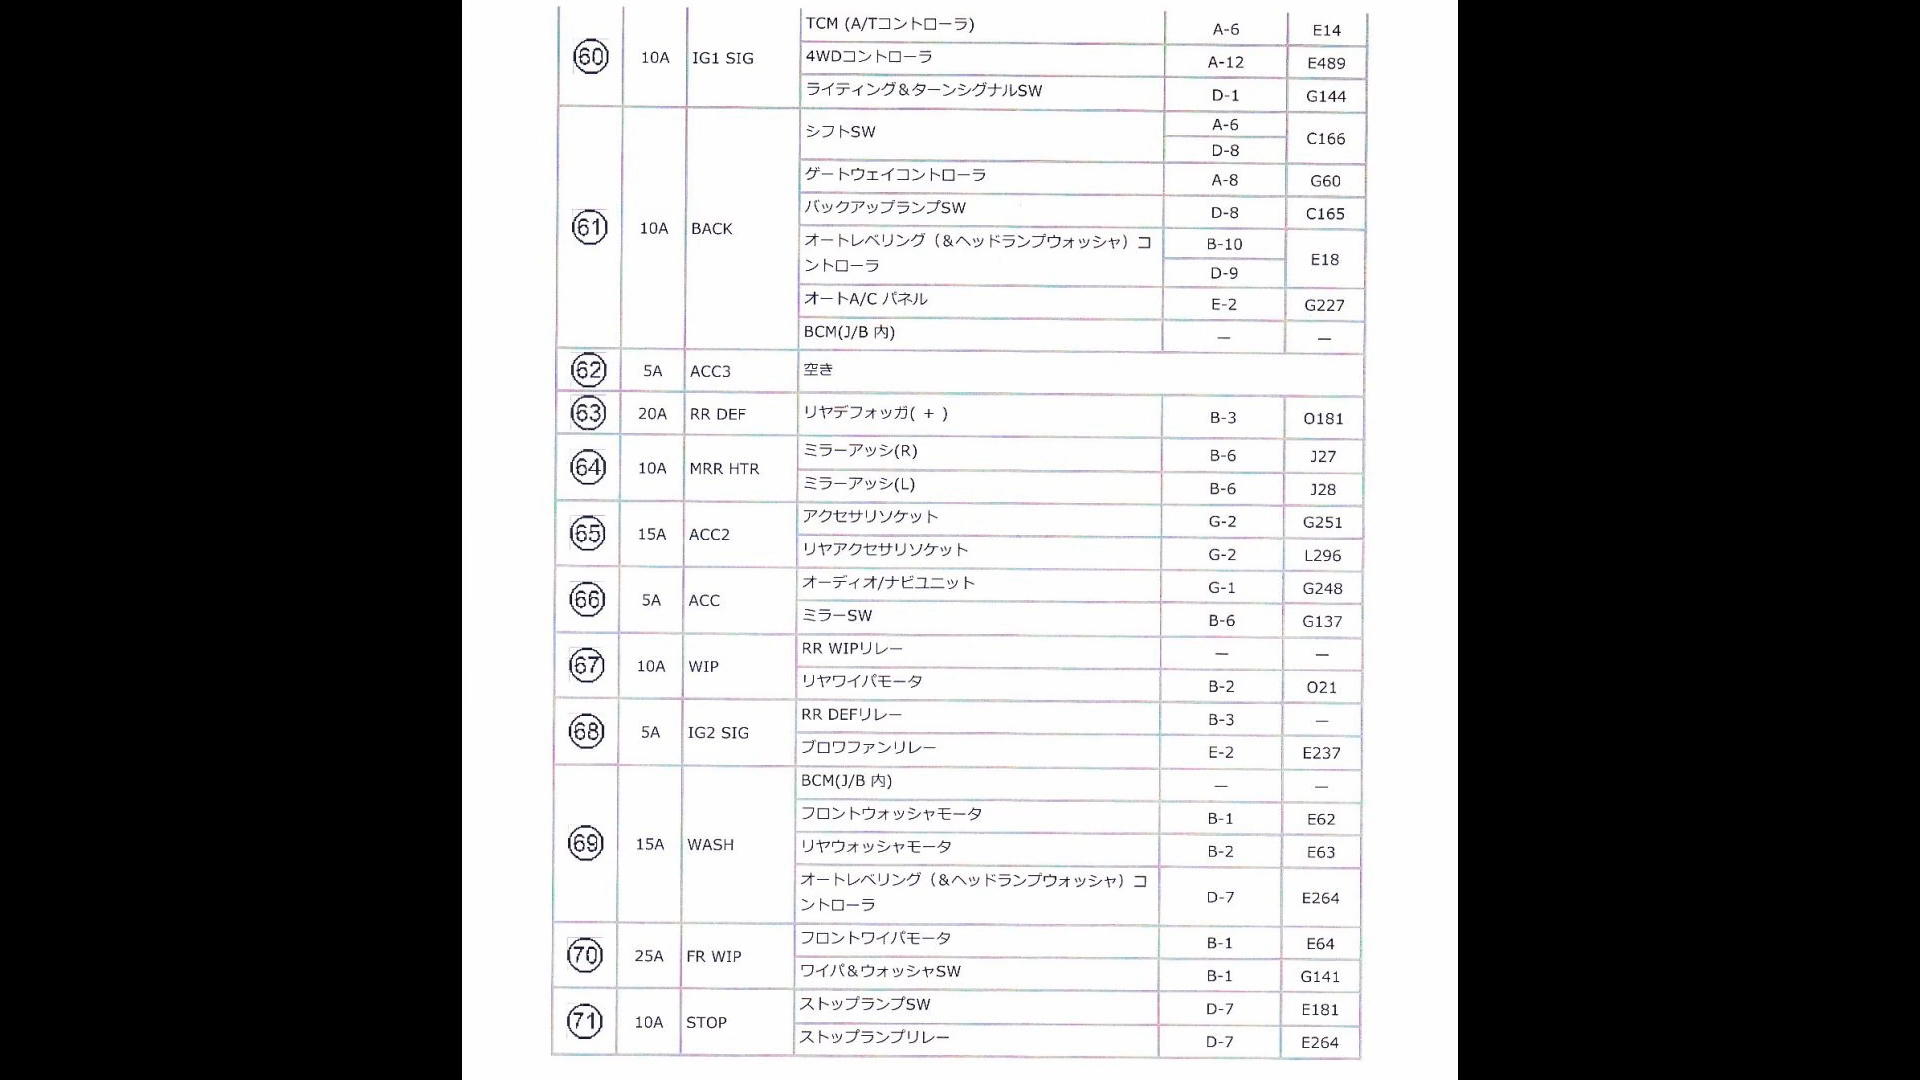 TCM (A/Tコントローラ) A-6 E14
60 10A IG1 SIG 4WDコントローラ A-12 E489
ライティング＆ターンシグナルSW D-1 G144
シフトSW A-6 C166
D-8
ゲートウェイコントローラ A-8 G60
バックアップランプSW D-8 C165
61 10A BACK オートレベリング（＆ヘッドランプウォッシャ）コ B-10 E18
ントローラ D-9
オートA/C パネル E-2 G227
BCM(J/B 内) — —
62 5A ACC3 空き
63 20A RR DEF リヤデフォッガ( + ) B-3 O181
64 10A MRR HTR ミラーアッシ(R) B-6 J27
ミラーアッシ(L) B-6 J28
65 15A ACC2 アクセサリソケット G-2 G251
リヤアクセサリソケット G-2 L296
66 5A ACC オーディオ/ナビユニット G-1 G248
ミラーSW B-6 G137
67 10A WIP RR WIPリレー — —
リヤワイパモータ B-2 O21
68 5A IG2 SIG RR DEFリレー B-3 —
ブロワファンリレー E-2 E237
BCM(J/B 内) — —
フロントウォッシャモータ B-1 E62
69 15A WASH リヤウォッシャモータ B-2 E63
オートレベリング（＆ヘッドランプウォッシャ）コ D-7 E264
ントローラ
70 25A FR WIP フロントワイパモータ B-1 E64
ワイパ＆ウォッシャSW B-1 G141
71 10A STOP ストップランプSW D-7 E181
ストップランプリレー D-7 E264